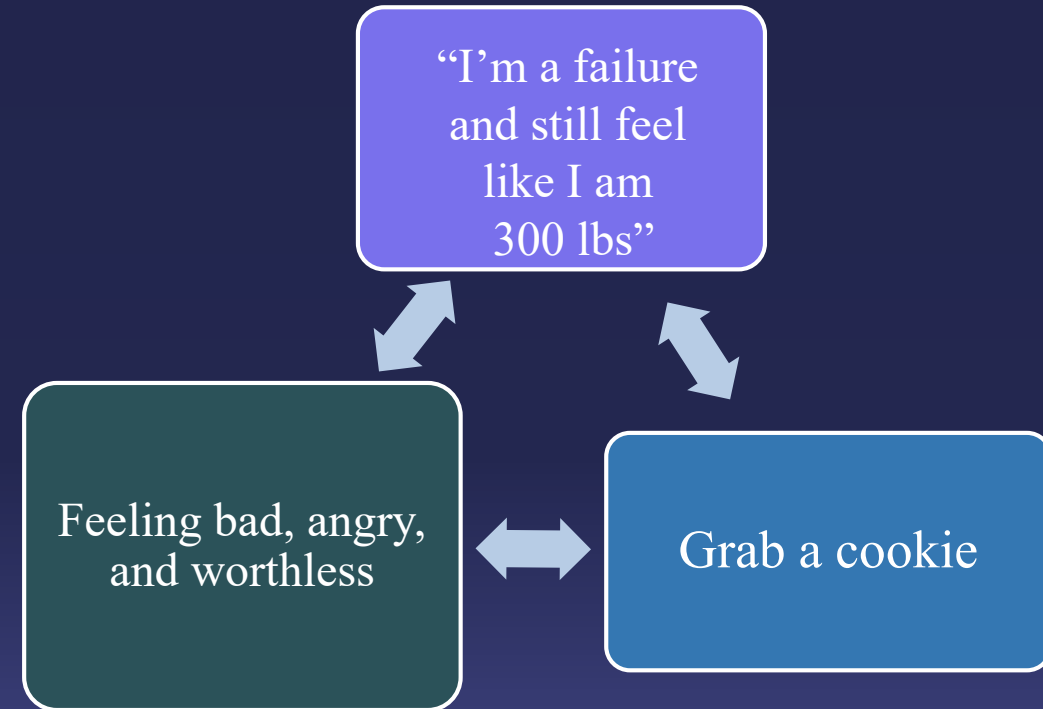 “I’m a failure
and still feel
like I am
300 lbs”
Feeling bad, angry,
and worthless
Grab a cookie